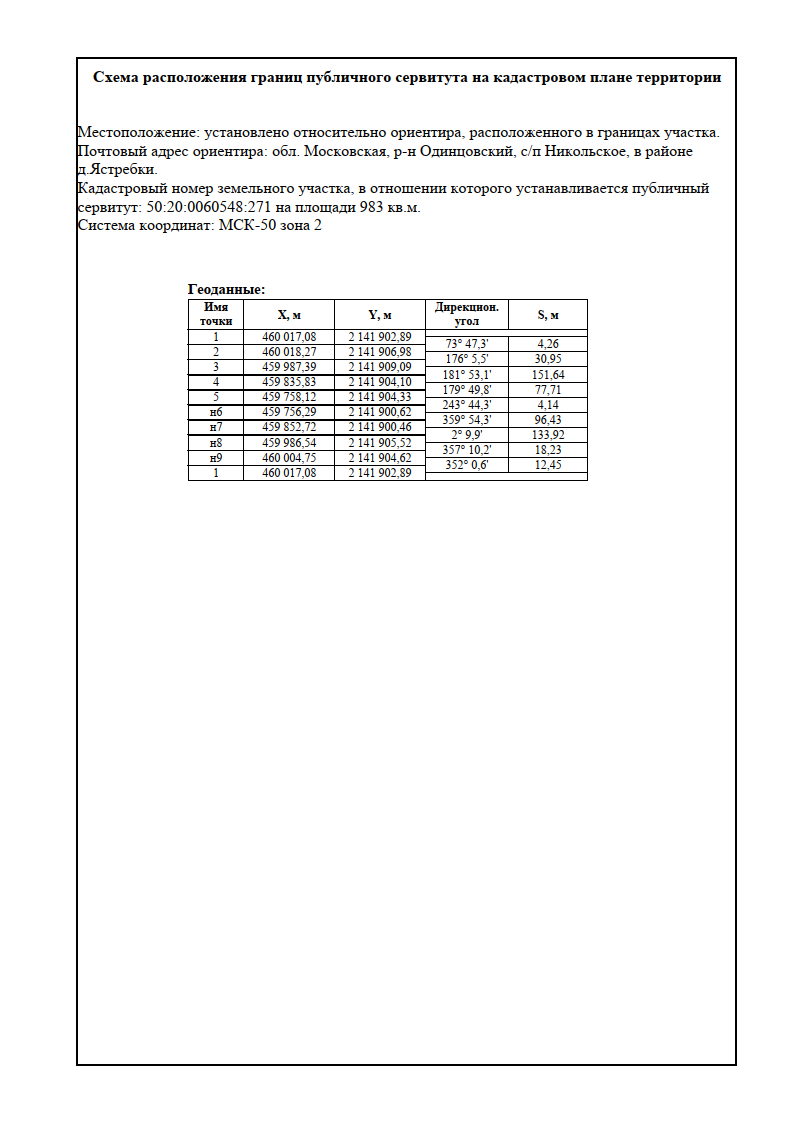 Схема расположения границ публичного сервитута на кадастровом плане территории
Местоположение: установлено относительно ориентира, расположенного в границах участка.
Почтовый адрес ориентира: обл. Московская, р-н Одинцовский, с/п Никольское, в районе
д.Ястребки.
Кадастровый номер земельного участка, в отношении которого устанавливается публичный
сервитут: 50:20:0060548:271 на площади 983 кв.м.
Система координат: МСК-50 зона 2
Геоданные:
Имя точки X, м Y, м Дирекцион. угол S, м
1 460 017,08 2 141 902,89
73° 47,3' 4,26
2 460 018,27 2 141 906,98
176° 5,5' 30,95
3 459 987,39 2 141 909,09
181° 53,1' 151,64
4 459 835,83 2 141 904,10
179° 49,8' 77,71
5 459 758,12 2 141 904,33
243° 44,3' 4,14
н6 459 756,29 2 141 900,62
359° 54,3' 96,43
н7 459 852,72 2 141 900,46
2° 9,9' 133,92
н8 459 986,54 2 141 905,52
357° 10,2' 18,23
н9 460 004,75 2 141 904,62
352° 0,6' 12,45
1 460 017,08 2 141 902,89